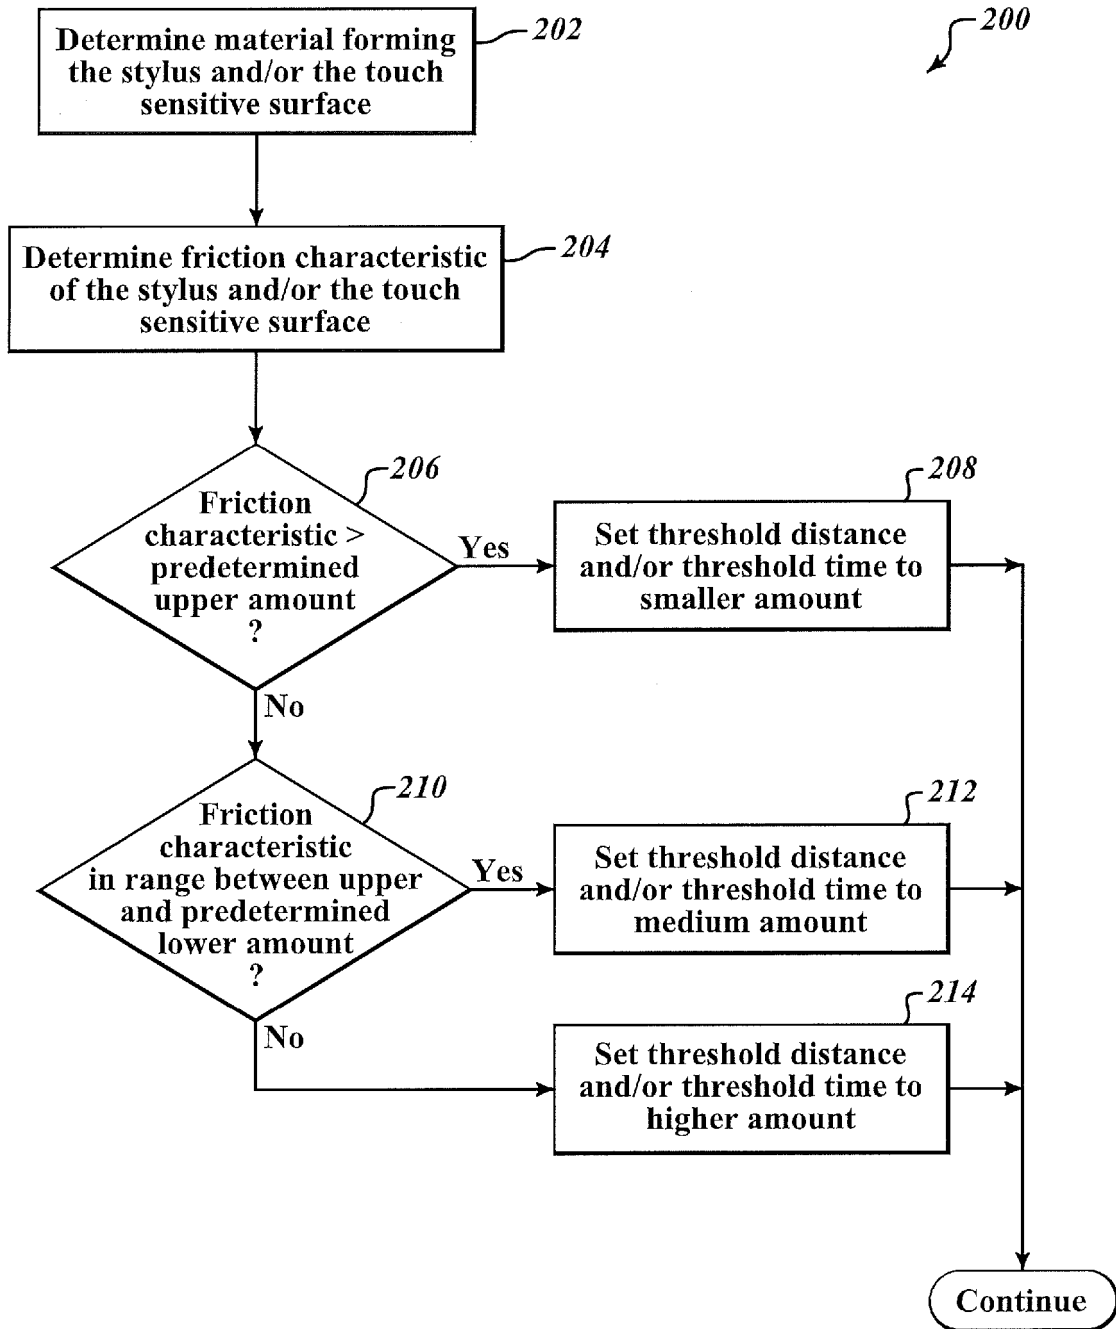 200
Determine material forming
the stylus and/or the touch
sensitive surface
202
Determine friction characteristic
of the stylus and/or the touch
sensitive surface
204
Friction
characteristic >
predetermined
upper amount
?
206
Yes
Set threshold distance
and/or threshold time to
smaller amount
208
No
Friction
characteristic
in range between upper
and predetermined
lower amount
?
210
Yes
Set threshold distance
and/or threshold time to
medium amount
212
No
Set threshold distance
and/or threshold time to
higher amount
214
Continue